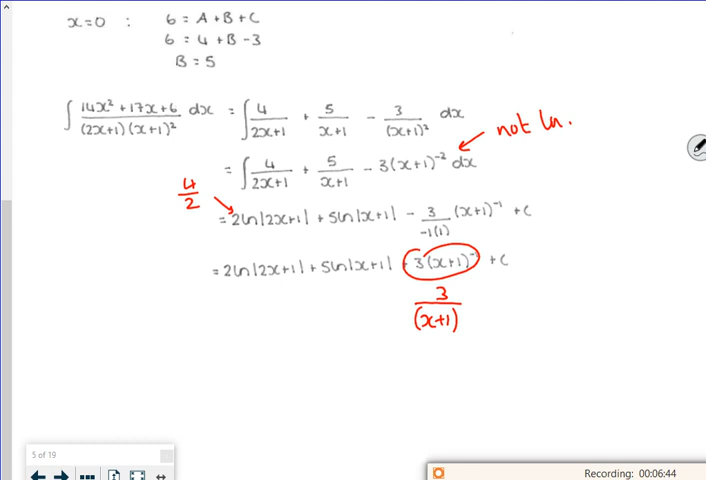 x=0 : 6 = A + B + C
6 = 4 + B - 3
B = 5
∫ (14x² + 17x + 6)/((2x+1)(x+1)²) dx = ∫ 4/(2x+1) + 5/(x+1) - 3/(x+1)² dx
not ln.
= ∫ 4/(2x+1) + 5/(x+1) - 3(x+1)⁻² dx
4/2
= 2ln|2x+1| + 5ln|x+1| - 3/(-1(1)) (x+1)⁻¹ + C
= 2ln|2x+1| + 5ln|x+1| + 3(x+1)⁻¹ + C
3/(x+1)
5 of 19
Recording: 00:06:44